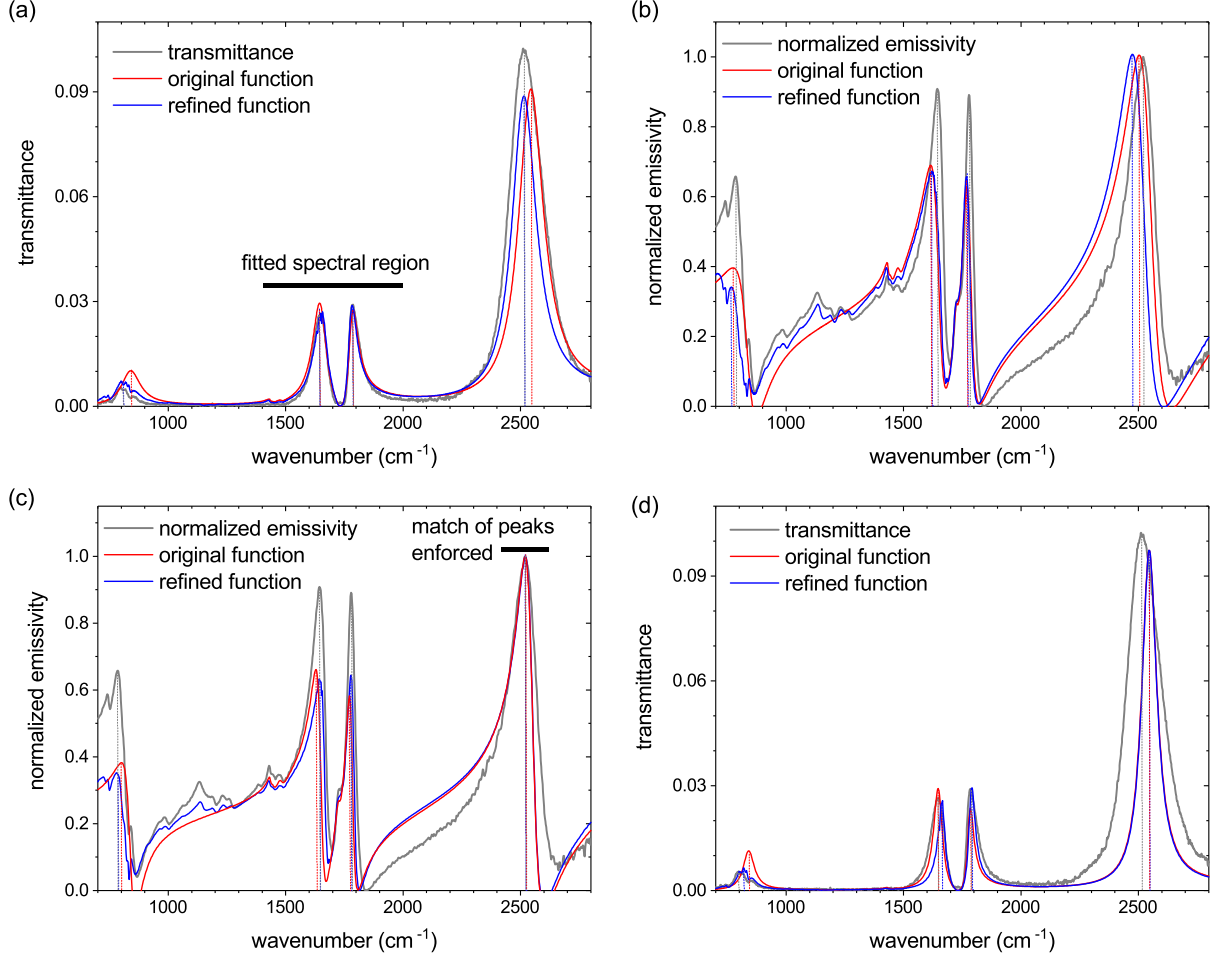 (a)
transmittance
original function
refined function
fitted spectral region
0.09
0.06
0.03
0.00
transmittance
1000
1500
2000
2500
wavenumber (cm⁻¹)
(b)
normalized emissivity
original function
refined function
1.0
0.8
0.6
0.4
0.2
0.0
normalized emissivity
1000
1500
2000
2500
wavenumber (cm⁻¹)
(c)
normalized emissivity
original function
refined function
match of peaks
enforced
1.0
0.8
0.6
0.4
0.2
0.0
normalized emissivity
1000
1500
2000
2500
wavenumber (cm⁻¹)
(d)
transmittance
original function
refined function
0.09
0.06
0.03
0.00
transmittance
1000
1500
2000
2500
wavenumber (cm⁻¹)